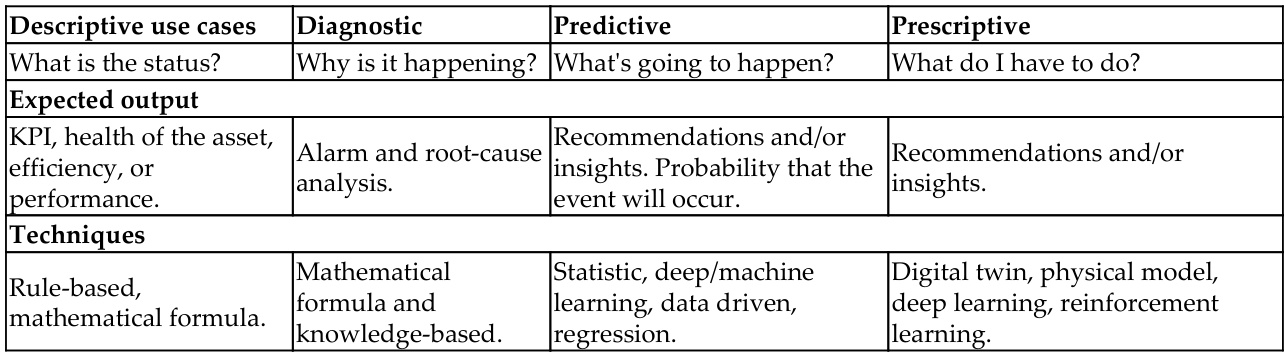 Descriptive use cases
Diagnostic
Predictive
Prescriptive
What is the status?
Why is it happening?
What's going to happen?
What do I have to do?
Expected output
KPI, health of the asset,
efficiency, or
performance.
Alarm and root-cause
analysis.
Recommendations and/or
insights. Probability that the
event will occur.
Recommendations and/or
insights.
Techniques
Rule-based,
mathematical formula.
Mathematical
formula and
knowledge-based.
Statistic, deep/machine
learning, data driven,
regression.
Digital twin, physical model,
deep learning, reinforcement
learning.